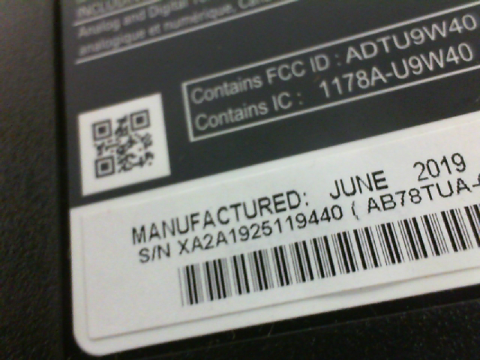 INCLUDI
Analog and Digital
analogique et numérique,
Contains FCC ID : ADTU9W40
Contains IC : 1178A-U9W40
MANUFACTURED: JUNE 2019
S/N XA2A1925119440 ( AB78TUA-